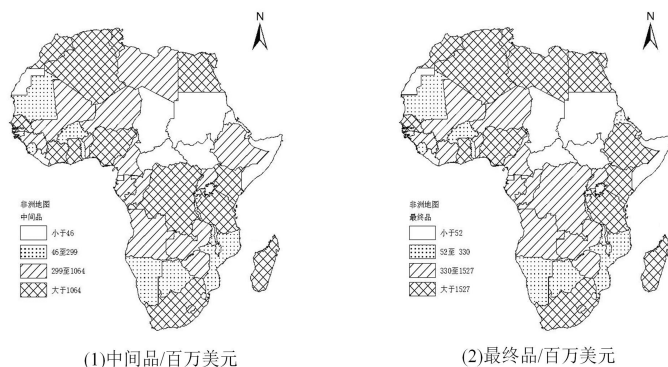 N
非洲地图
中间品
小于46
46至299
299至1064
大于1064
(1)中间品/百万美元
N
非洲地图
最终品
小于52
52至 330
330至1527
大于1527
(2)最终品/百万美元